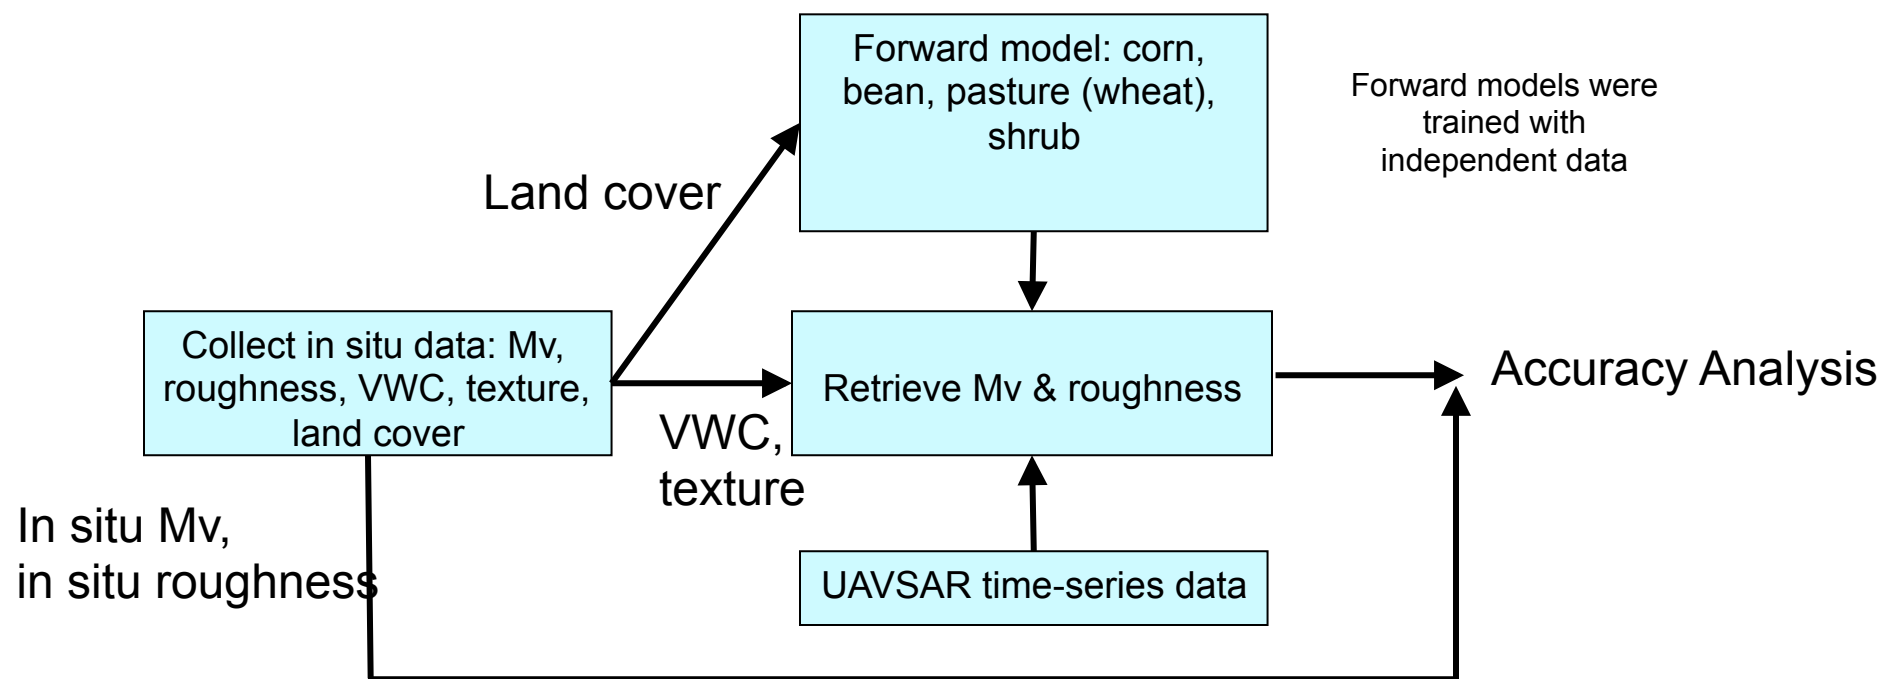 Forward model: corn,
bean, pasture (wheat),
shrub
Forward models were
trained with
independent data
Land cover
Collect in situ data: Mv,
roughness, VWC, texture,
land cover
Retrieve Mv & roughness
Accuracy Analysis
VWC,
texture
In situ Mv,
in situ roughness
UAVSAR time-series data